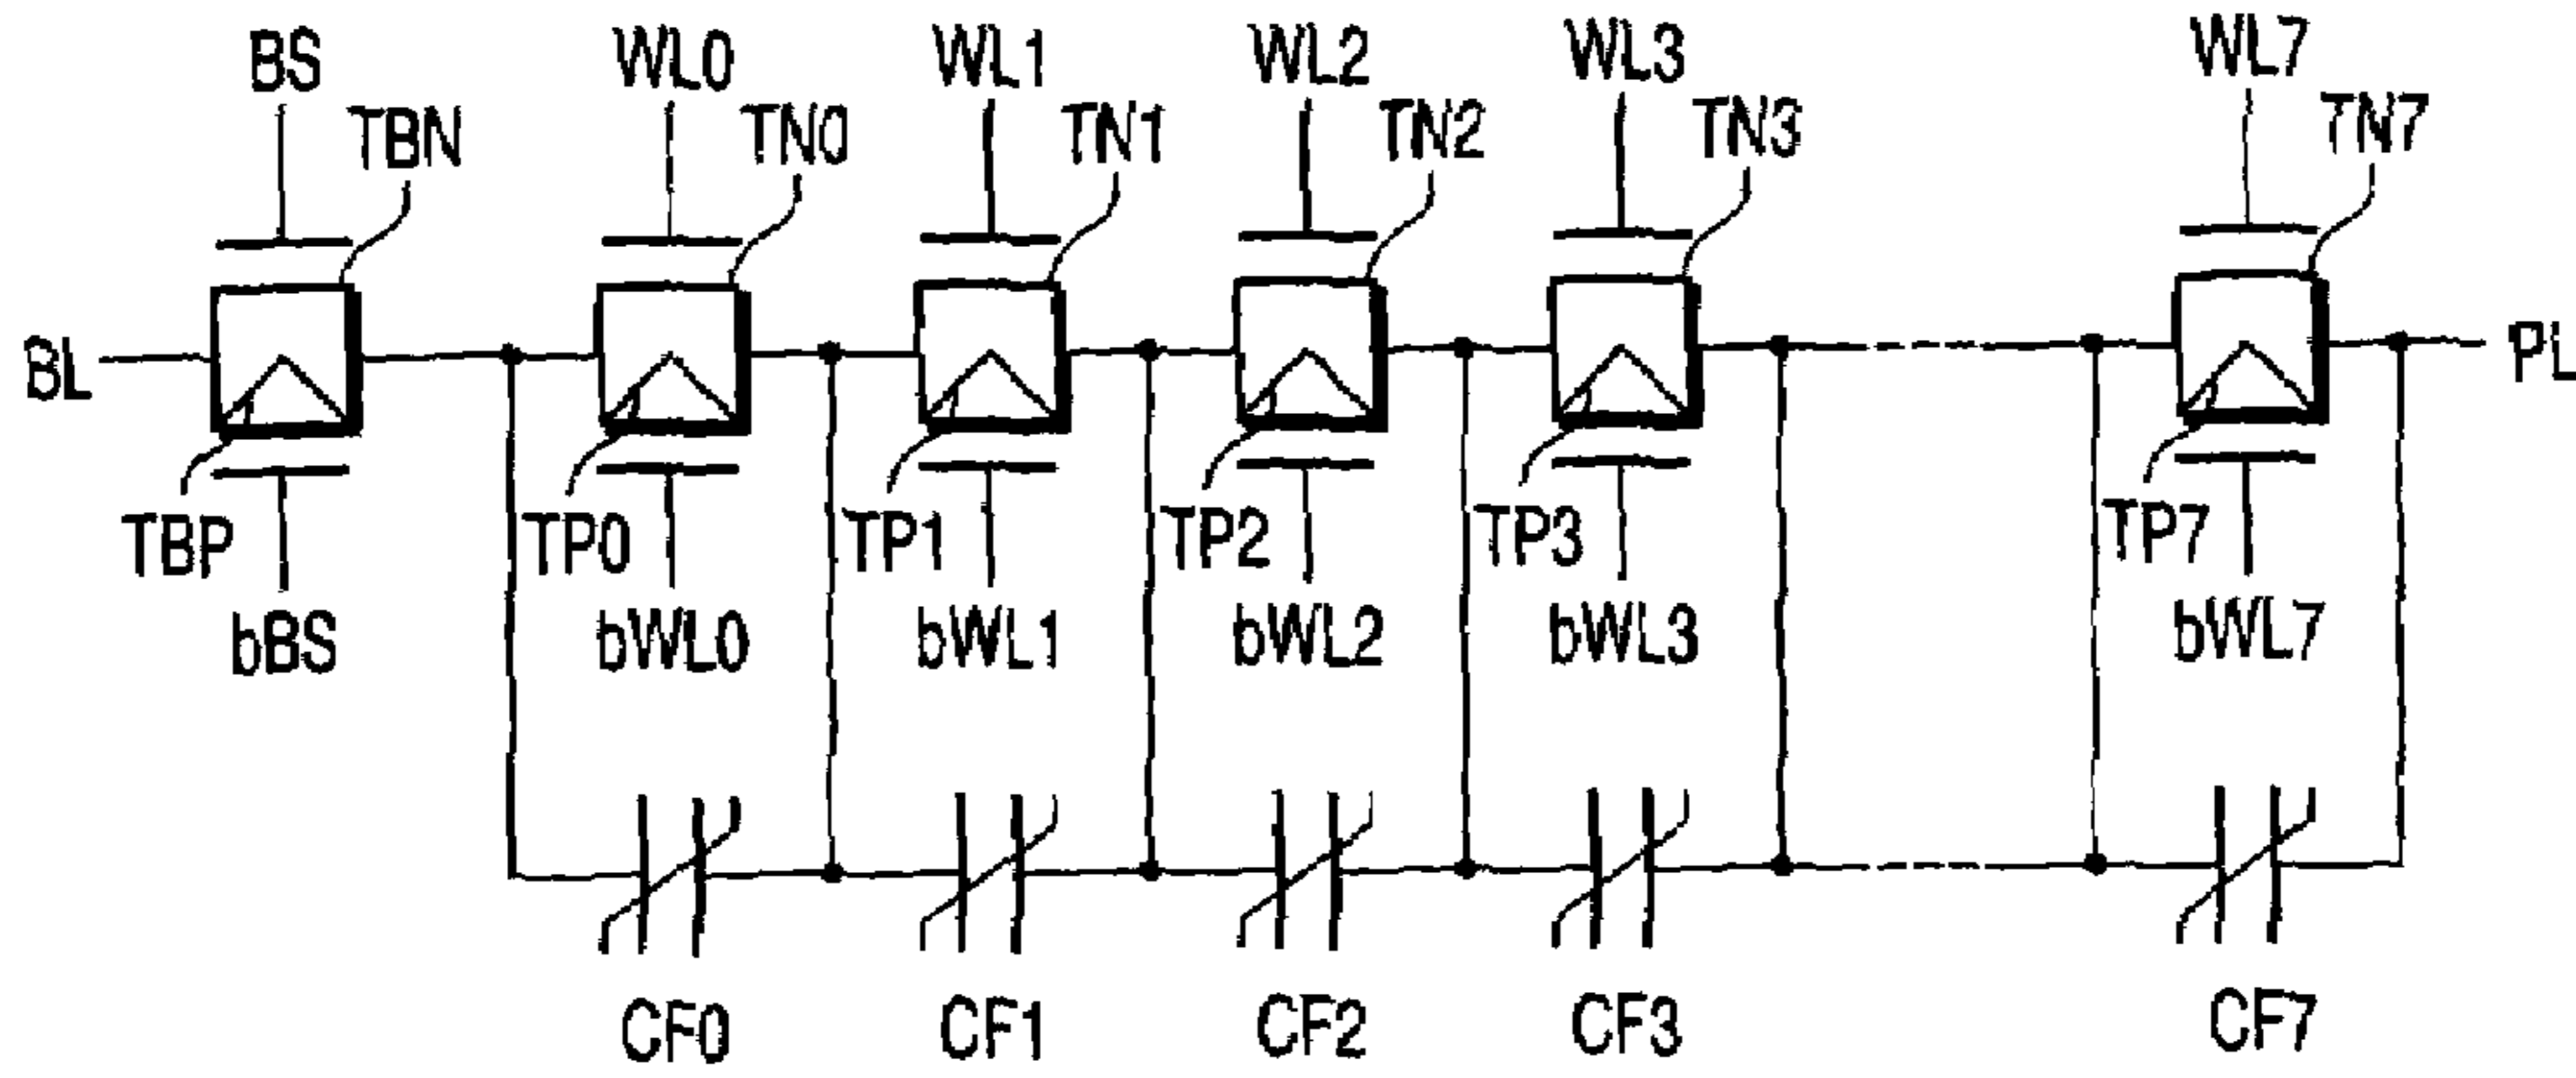 BS WL0 WL1 WL2 WL3 WL7
TBN TN0 TN1 TN2 TN3 TN7
BL PL
TBP TP0 TP1 TP2 TP3 TP7
bBS bWL0 bWL1 bWL2 bWL3 bWL7
CF0 CF1 CF2 CF3 CF7